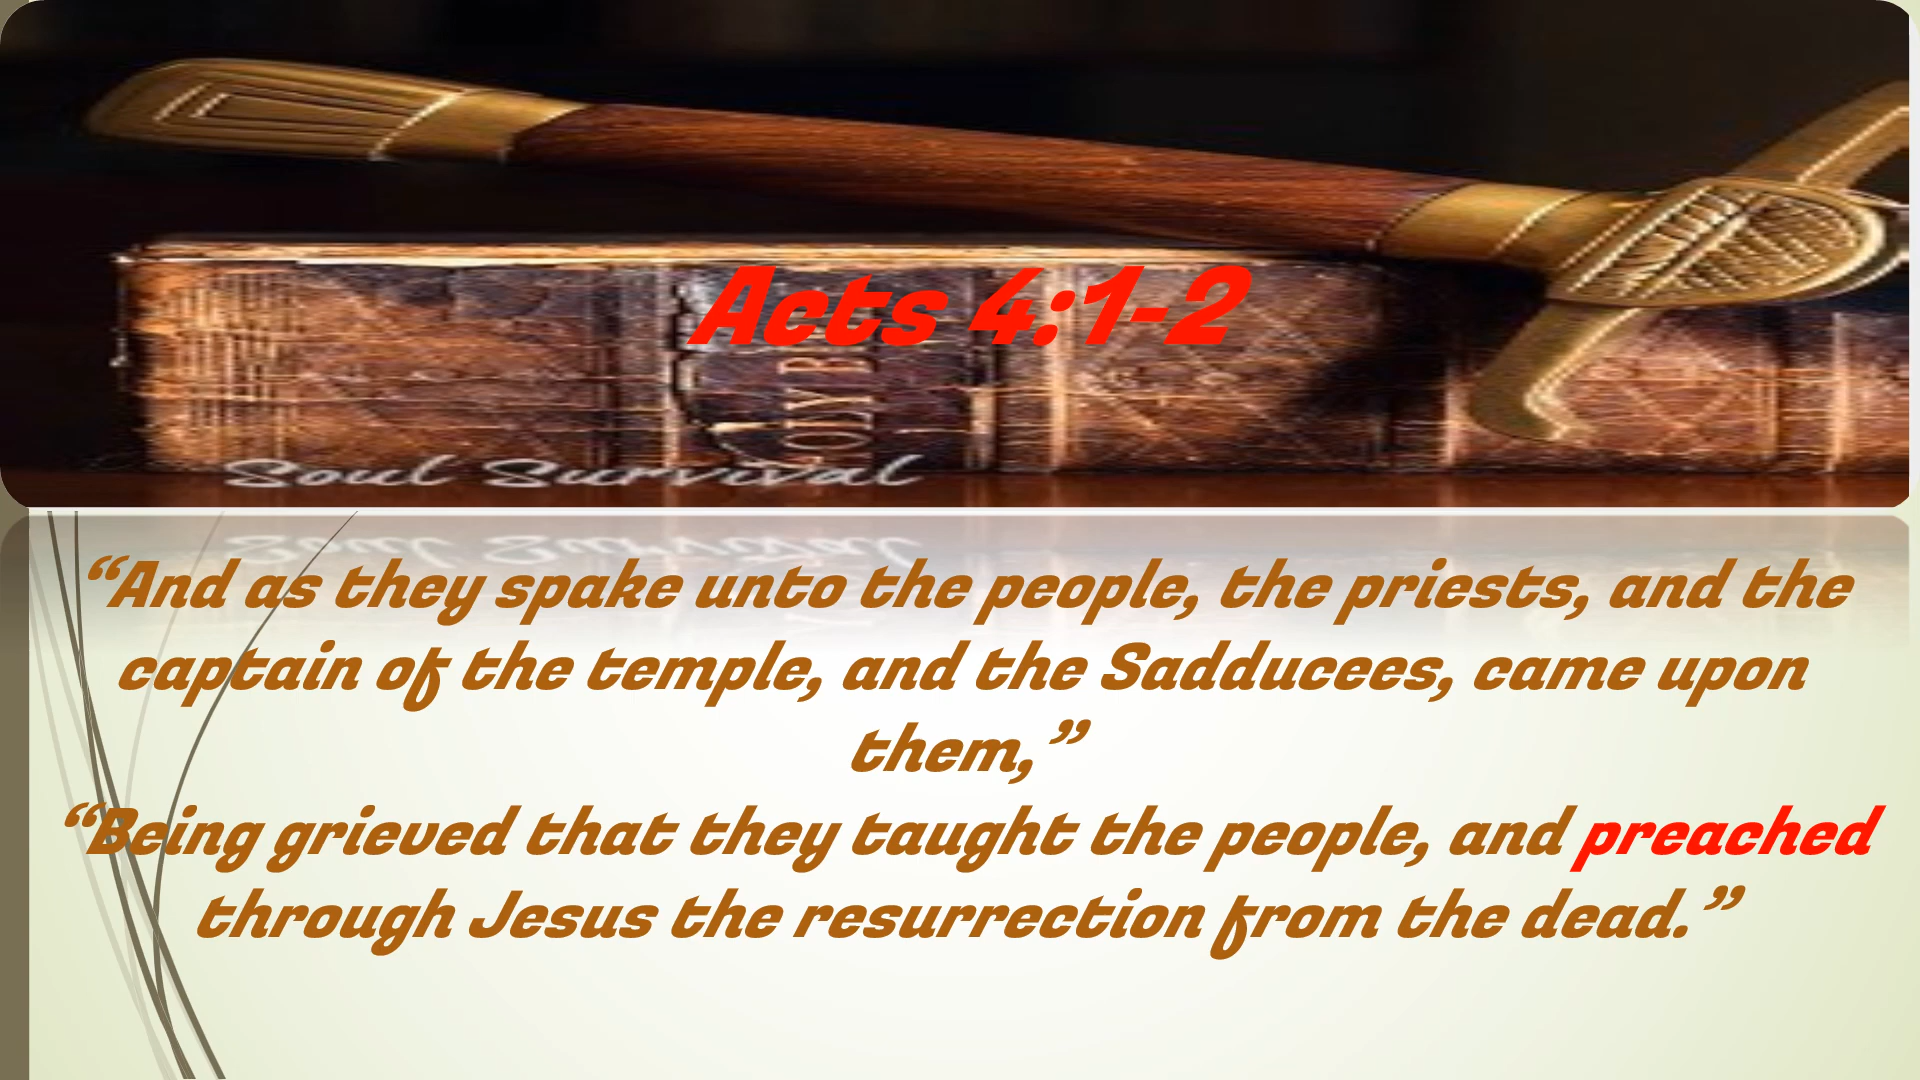 Acts 4:1-2
OLY B
Soul Survival
“And as they spake unto the people, the priests, and the
captain of the temple, and the Sadducees, came upon
them,”
“Being grieved that they taught the people, and preached
through Jesus the resurrection from the dead.”